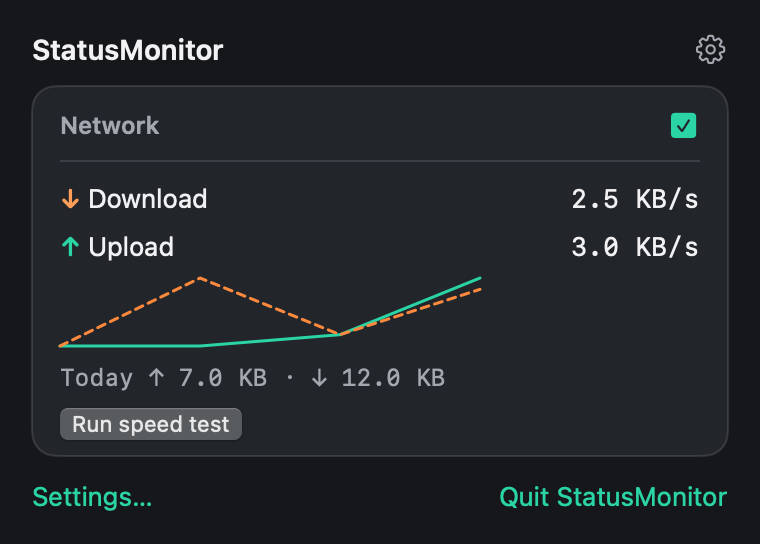 StatusMonitor
Network
↓ Download 2.5 KB/s
↑ Upload 3.0 KB/s
Today ↑ 7.0 KB · ↓ 12.0 KB
Run speed test
Settings... Quit StatusMonitor